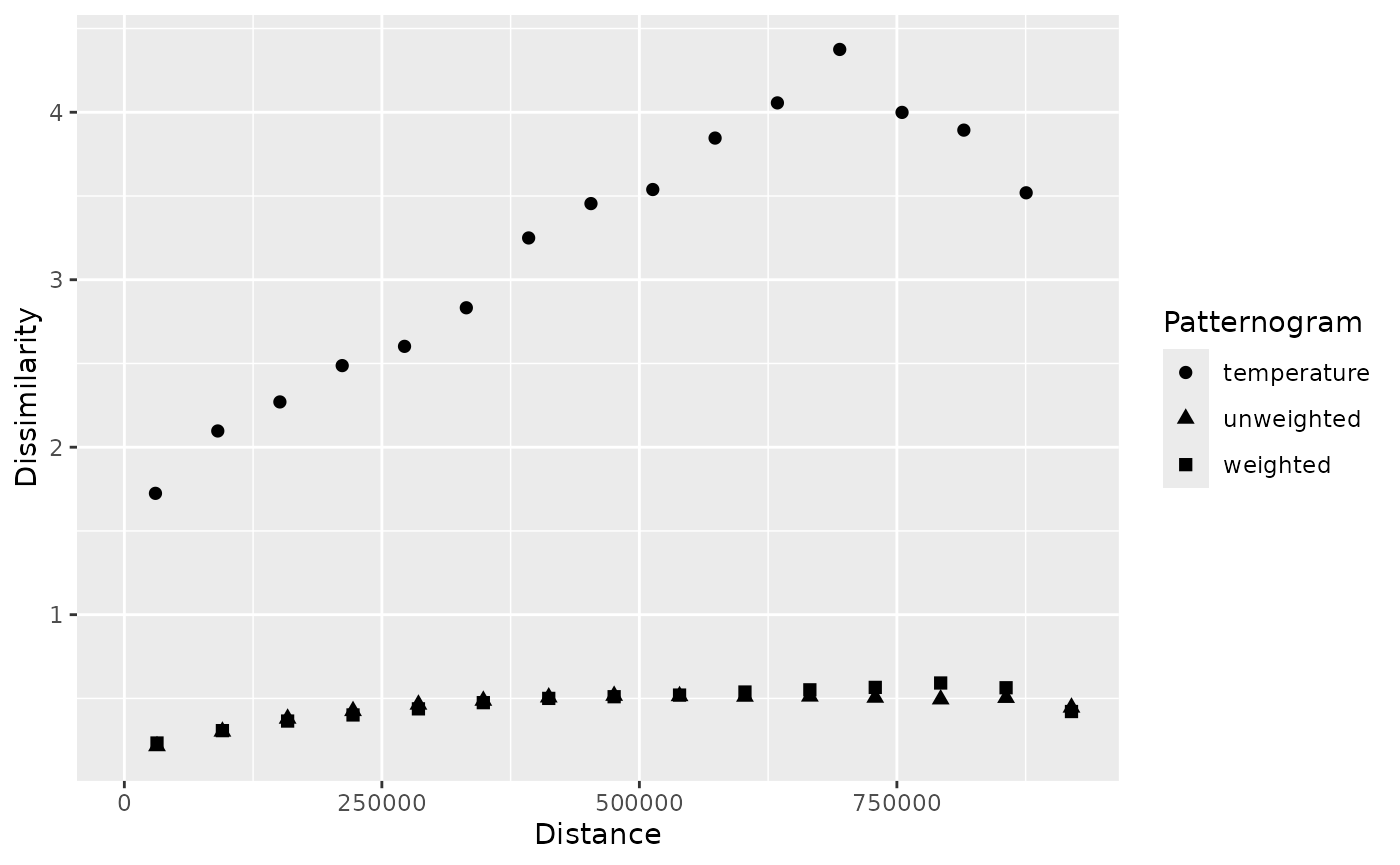 4
3
2
1
Dissimilarity
0 250000 500000 750000
Distance
Patternogram
temperature
unweighted
weighted